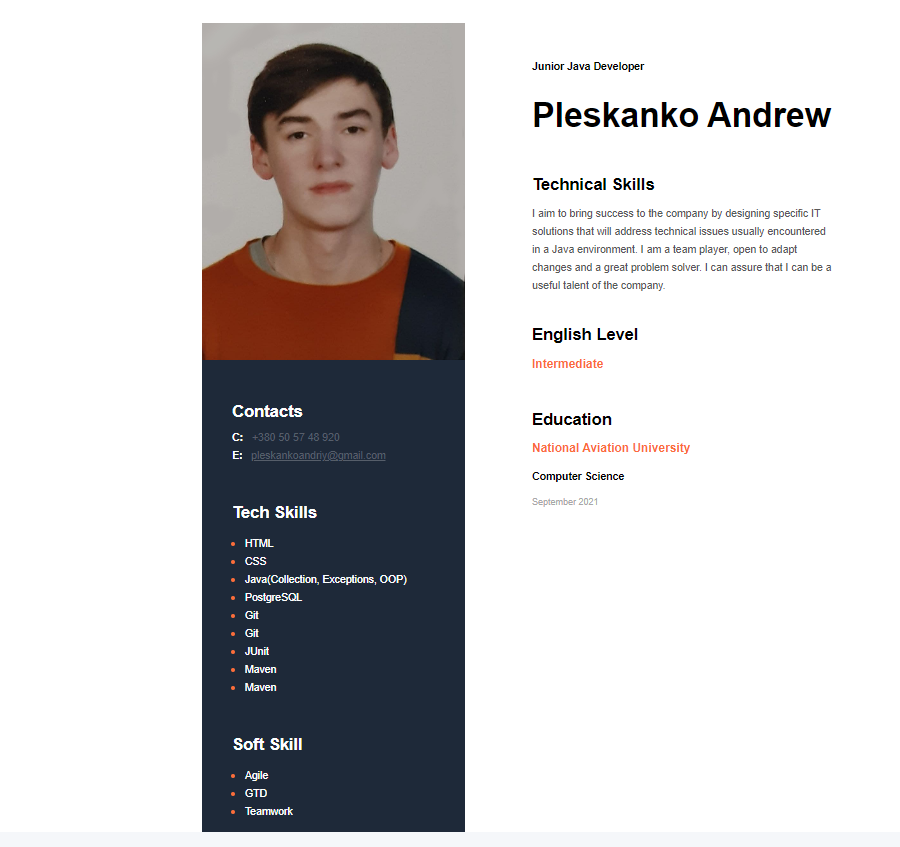 Junior Java Developer
Pleskanko Andrew
Technical Skills
I aim to bring success to the company by designing specific IT
solutions that will address technical issues usually encountered
in a Java environment. I am a team player, open to adapt
changes and a great problem solver. I can assure that I can be a
useful talent of the company.
English Level
Intermediate
Education
National Aviation University
Computer Science
September 2021
Contacts
C: +380 50 57 48 920
E: pleskankoandriy@gmail.com
Tech Skills
HTML
CSS
Java(Collection, Exceptions, OOP)
PostgreSQL
Git
Git
JUnit
Maven
Maven
Soft Skill
Agile
GTD
Teamwork